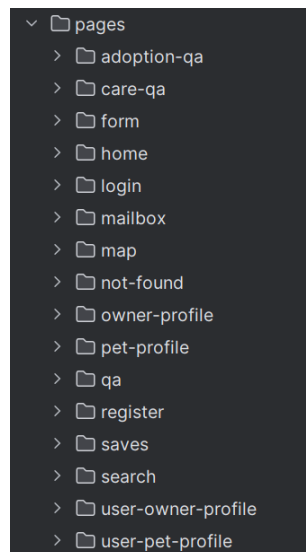 pages
adoption-qa
care-qa
form
home
login
mailbox
map
not-found
owner-profile
pet-profile
qa
register
saves
search
user-owner-profile
user-pet-profile